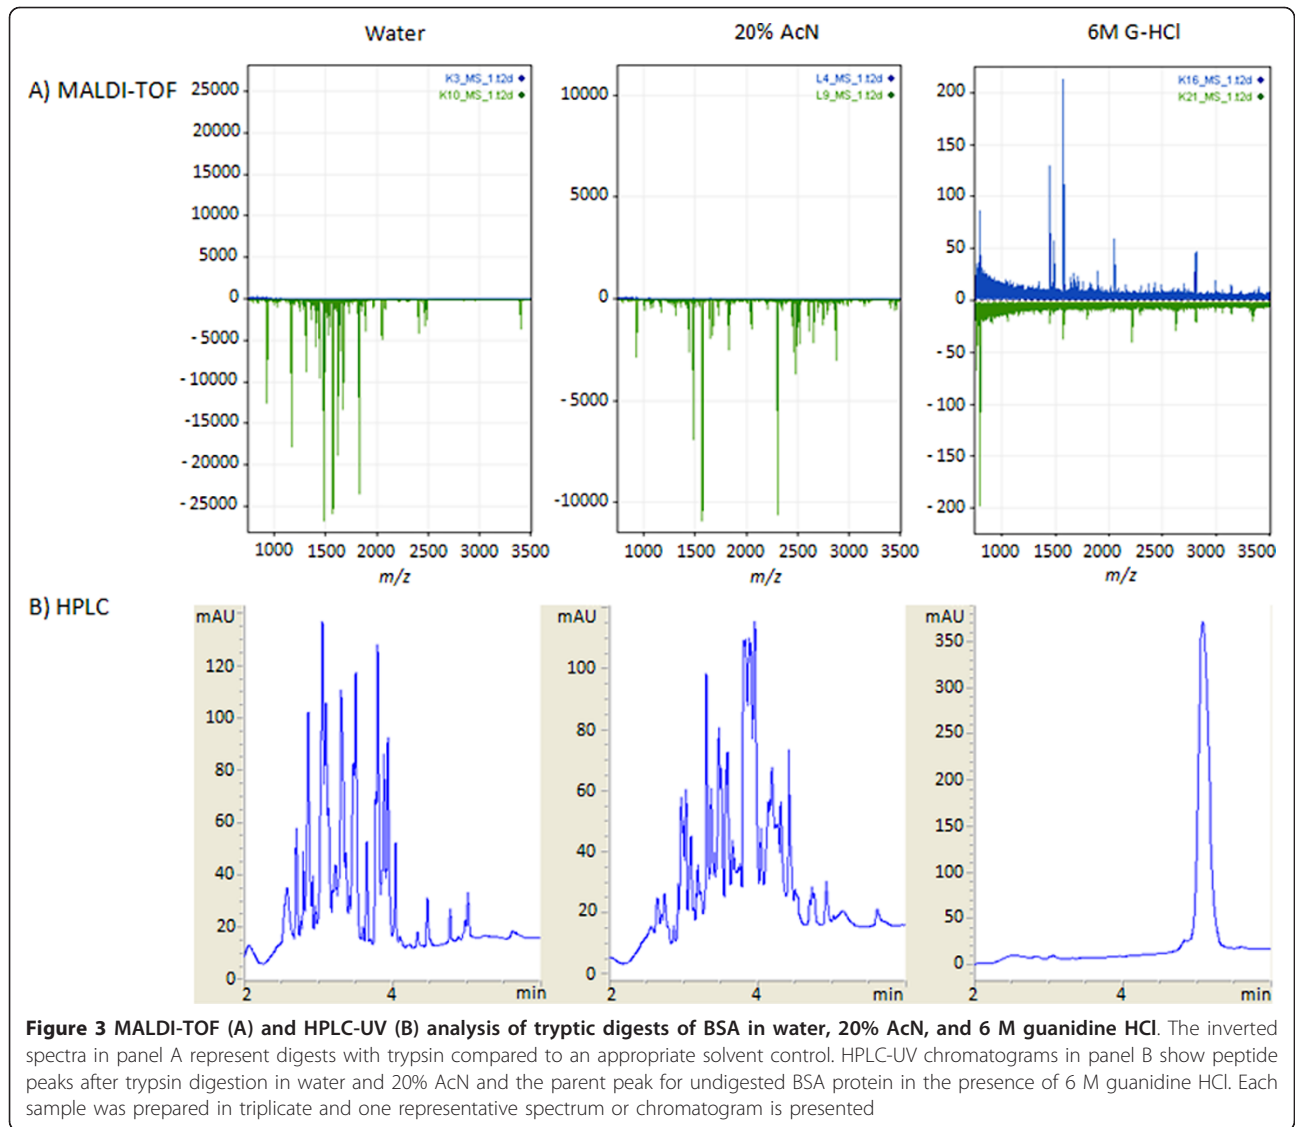 Water
20% AcN
6M G-HCl
A) MALDI-TOF
K3_MS_1.t2d
K10_MS_1.t2d
25000
20000
15000
10000
5000
0
-5000
-10000
-15000
-20000
-25000
1000 1500 2000 2500 3000 3500
m/z
L4_MS_1.t2d
L9_MS_1.t2d
10000
5000
0
-5000
-10000
1000 1500 2000 2500 3000 3500
m/z
K16_MS_1.t2d
K21_MS_1.t2d
200
150
100
50
0
-50
-100
-150
-200
1000 1500 2000 2500 3000 3500
m/z
B) HPLC
mAU
120
100
80
60
40
20
0
2 4 min
mAU
100
80
60
40
20
0
2 4 min
mAU
350
300
250
200
150
100
50
0
2 4 min
Figure 3 MALDI-TOF (A) and HPLC-UV (B) analysis of tryptic digests of BSA in water, 20% AcN, and 6 M guanidine HCl. The inverted
spectra in panel A represent digests with trypsin compared to an appropriate solvent control. HPLC-UV chromatograms in panel B show peptide
peaks after trypsin digestion in water and 20% AcN and the parent peak for undigested BSA protein in the presence of 6 M guanidine HCl. Each
sample was prepared in triplicate and one representative spectrum or chromatogram is presented